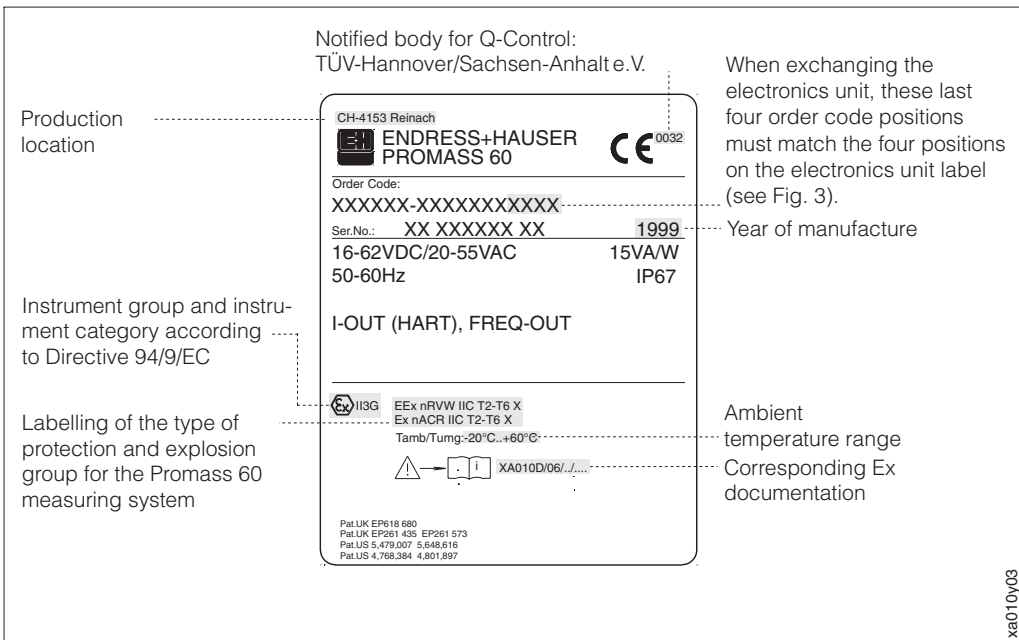 Notified body for Q-Control:
TÜV-Hannover/Sachsen-Anhalt e.V.
Production
location
When exchanging the
electronics unit, these last
four order code positions
must match the four positions
on the electronics unit label
(see Fig. 3).
CH-4153 Reinach
E+H
ENDRESS+HAUSER
PROMASS 60
CE 0032
Order Code:
XXXXXX-XXXXXXXXXXX
Ser.No.: XX XXXXXX XX 1999
Year of manufacture
16-62VDC/20-55VAC 15VA/W
50-60Hz IP67
I-OUT (HART), FREQ-OUT
Instrument group and instru-
ment category according
to Directive 94/9/EC
Labelling of the type of
protection and explosion
group for the Promass 60
measuring system
Ex II3G EEx nRVW IIC T2-T6 X
Ex nACR IIC T2-T6 X
Tamb/Tumg:-20°C..+60°C
XA010D/06/../....
Ambient
temperature range
Corresponding Ex
documentation
Pat.UK EP618 680
Pat.UK EP261 435 EP261 573
Pat.US 5,479,007 5,648,616
Pat.US 4,768,384 4,801,897
xa010y03